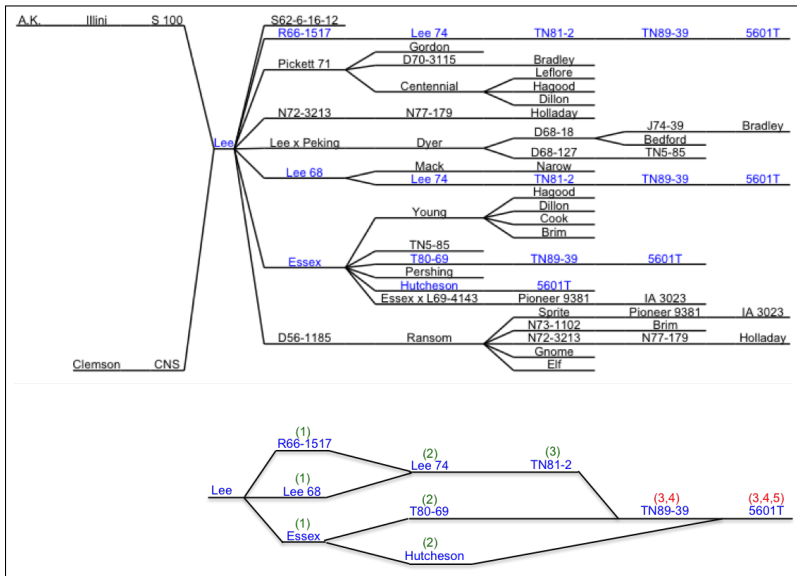 A.K. Illini S 100 S62-6-16-12
R66-1517 Lee 74 TN81-2 TN89-39 5601T
Gordon
Pickett 71 D70-3115 Bradley
Leflore
Centennial Hagood
Dillon
N72-3213 N77-179 Holladay
J74-39 Bradley
D68-18
Lee Lee x Peking Dyer Bedford
D68-127 TN5-85
Mack Narow
Lee 68 Lee 74 TN81-2 TN89-39 5601T
Hagood
Young Dillon
Cook
Brim
TN5-85
Essex T80-69 TN89-39 5601T
Pershing
Hutcheson 5601T
Essex x L69-4143 Pioneer 9381 IA 3023
Sprite Pioneer 9381 IA 3023
N73-1102 Brim
D56-1185 Ransom N72-3213 N77-179 Holladay
Gnome
Clemson CNS Elf
(1)
R66-1517 (2) (3)
Lee 74 TN81-2
(1)
Lee Lee 68 (2) (3,4) (3,4,5)
T80-69 TN89-39 5601T
(1)
Essex (2)
Hutcheson